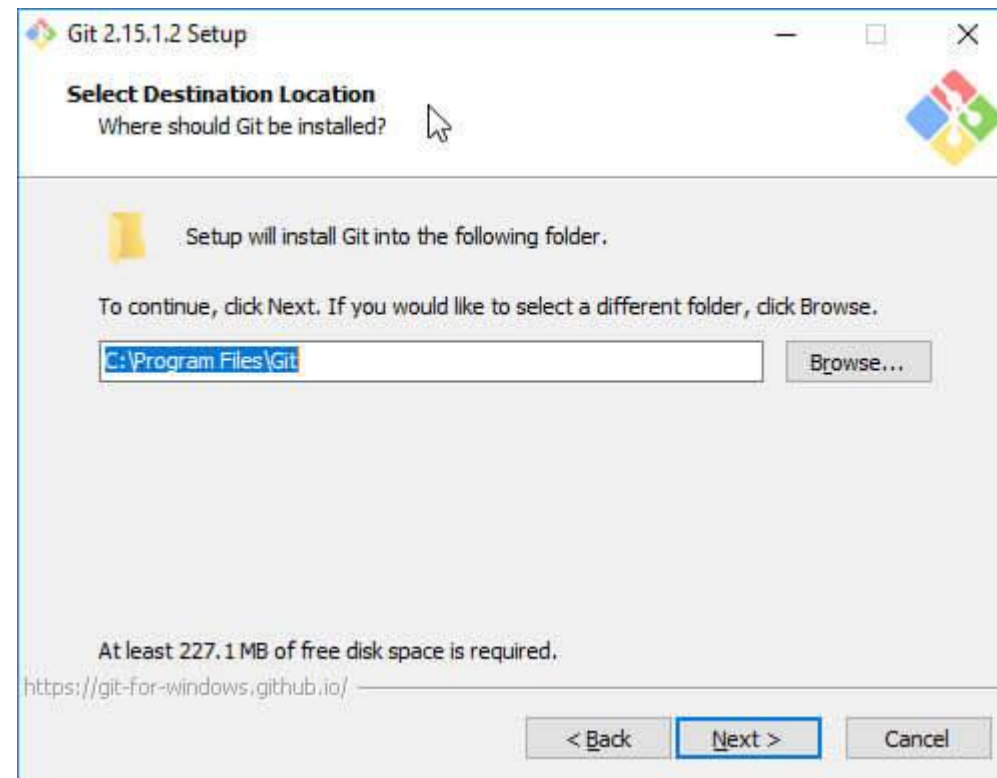 Git 2.15.1.2 Setup
Select Destination Location
Where should Git be installed?
Setup will install Git into the following folder.
To continue, click Next. If you would like to select a different folder, click Browse.
C:\Program Files\Git
Browse...
At least 227.1 MB of free disk space is required.
https://git-for-windows.github.io/
< Back
Next >
Cancel